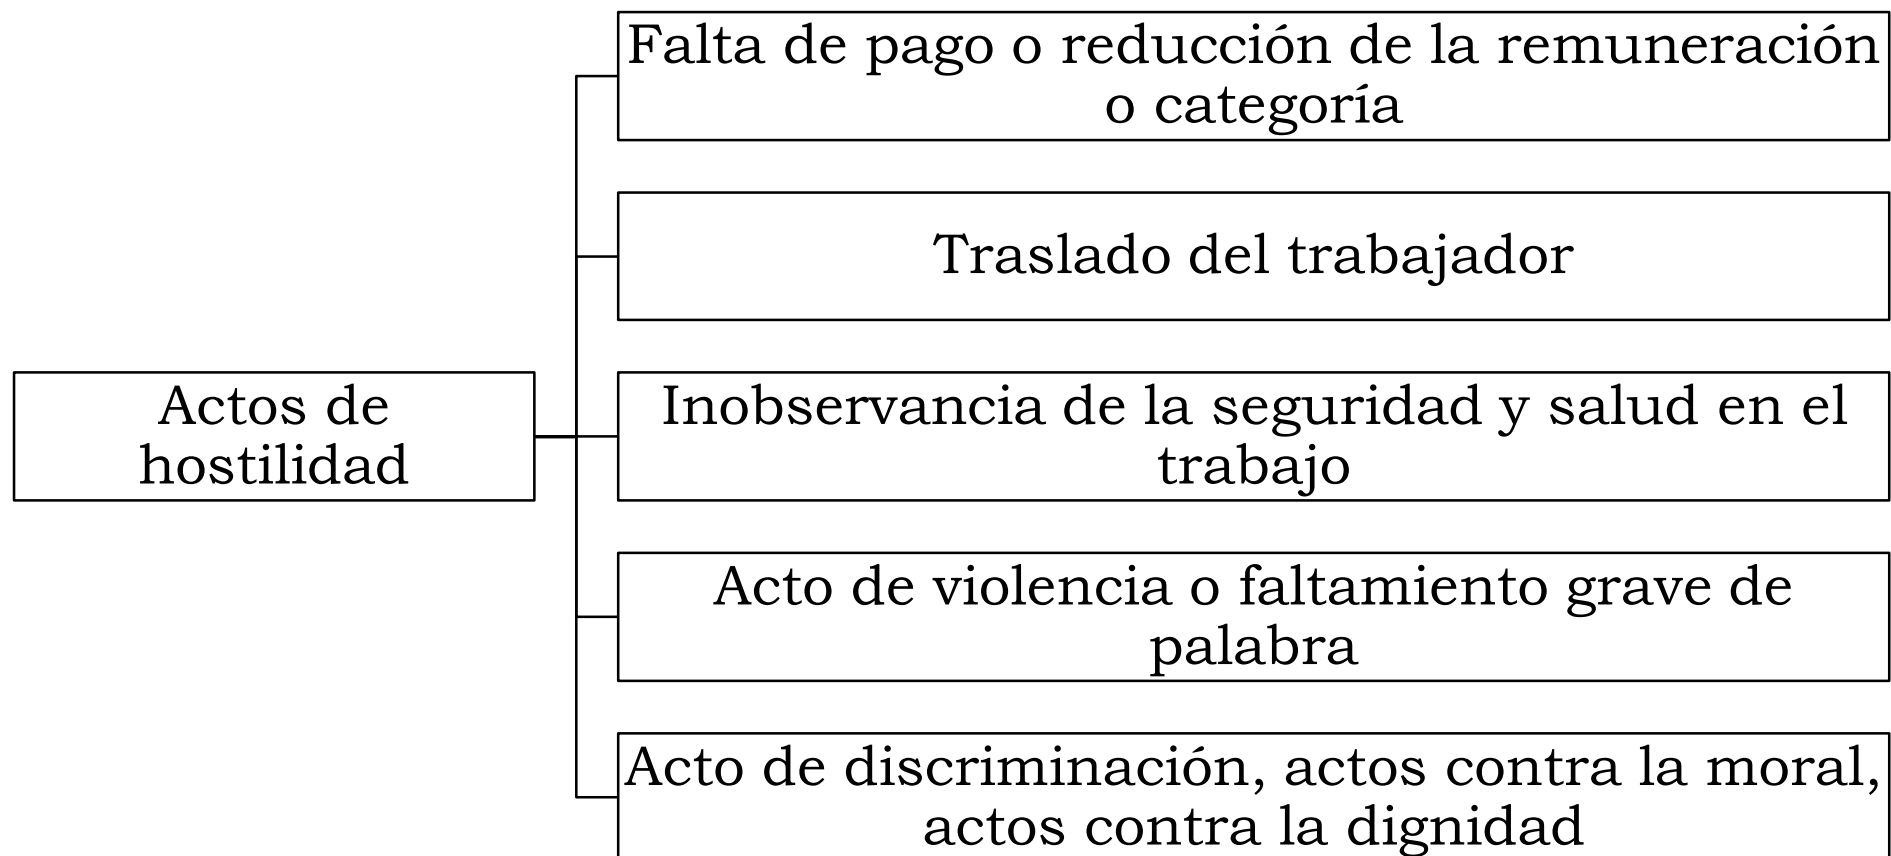 Falta de pago o reducción de la remuneración
o categoría
Traslado del trabajador
Actos de
hostilidad
Inobservancia de la seguridad y salud en el
trabajo
Acto de violencia o faltamiento grave de
palabra
Acto de discriminación, actos contra la moral,
actos contra la dignidad